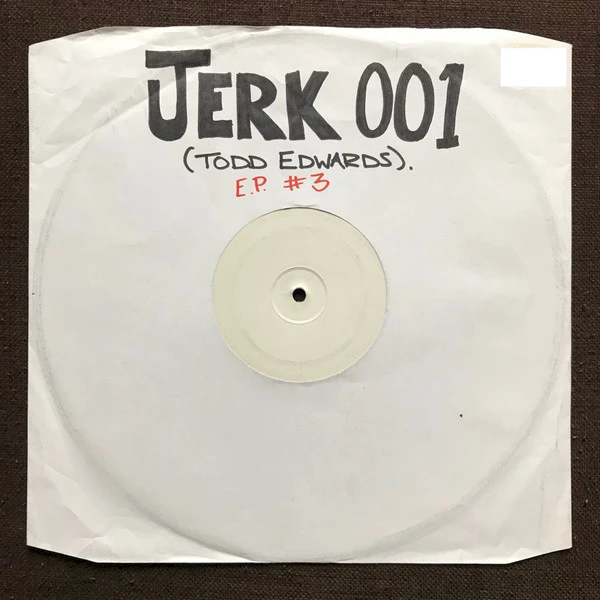 JERK 001
(TODD EDWARDS).
E.P. #3